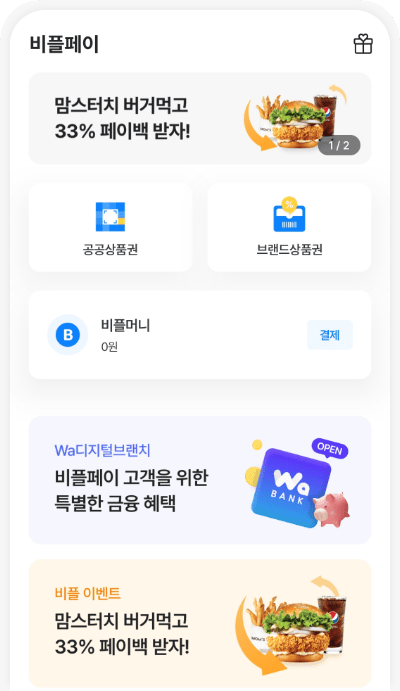 비플페이
맘스터치 버거먹고
33% 페이백 받자!
1 / 2
%
공공상품권
브랜드상품권
B
비플머니
0원
결제
Wa디지털브랜치
비플페이 고객을 위한
특별한 금융 혜택
OPEN
Wa
BANK
비플 이벤트
맘스터치 버거먹고
33% 페이백 받자!